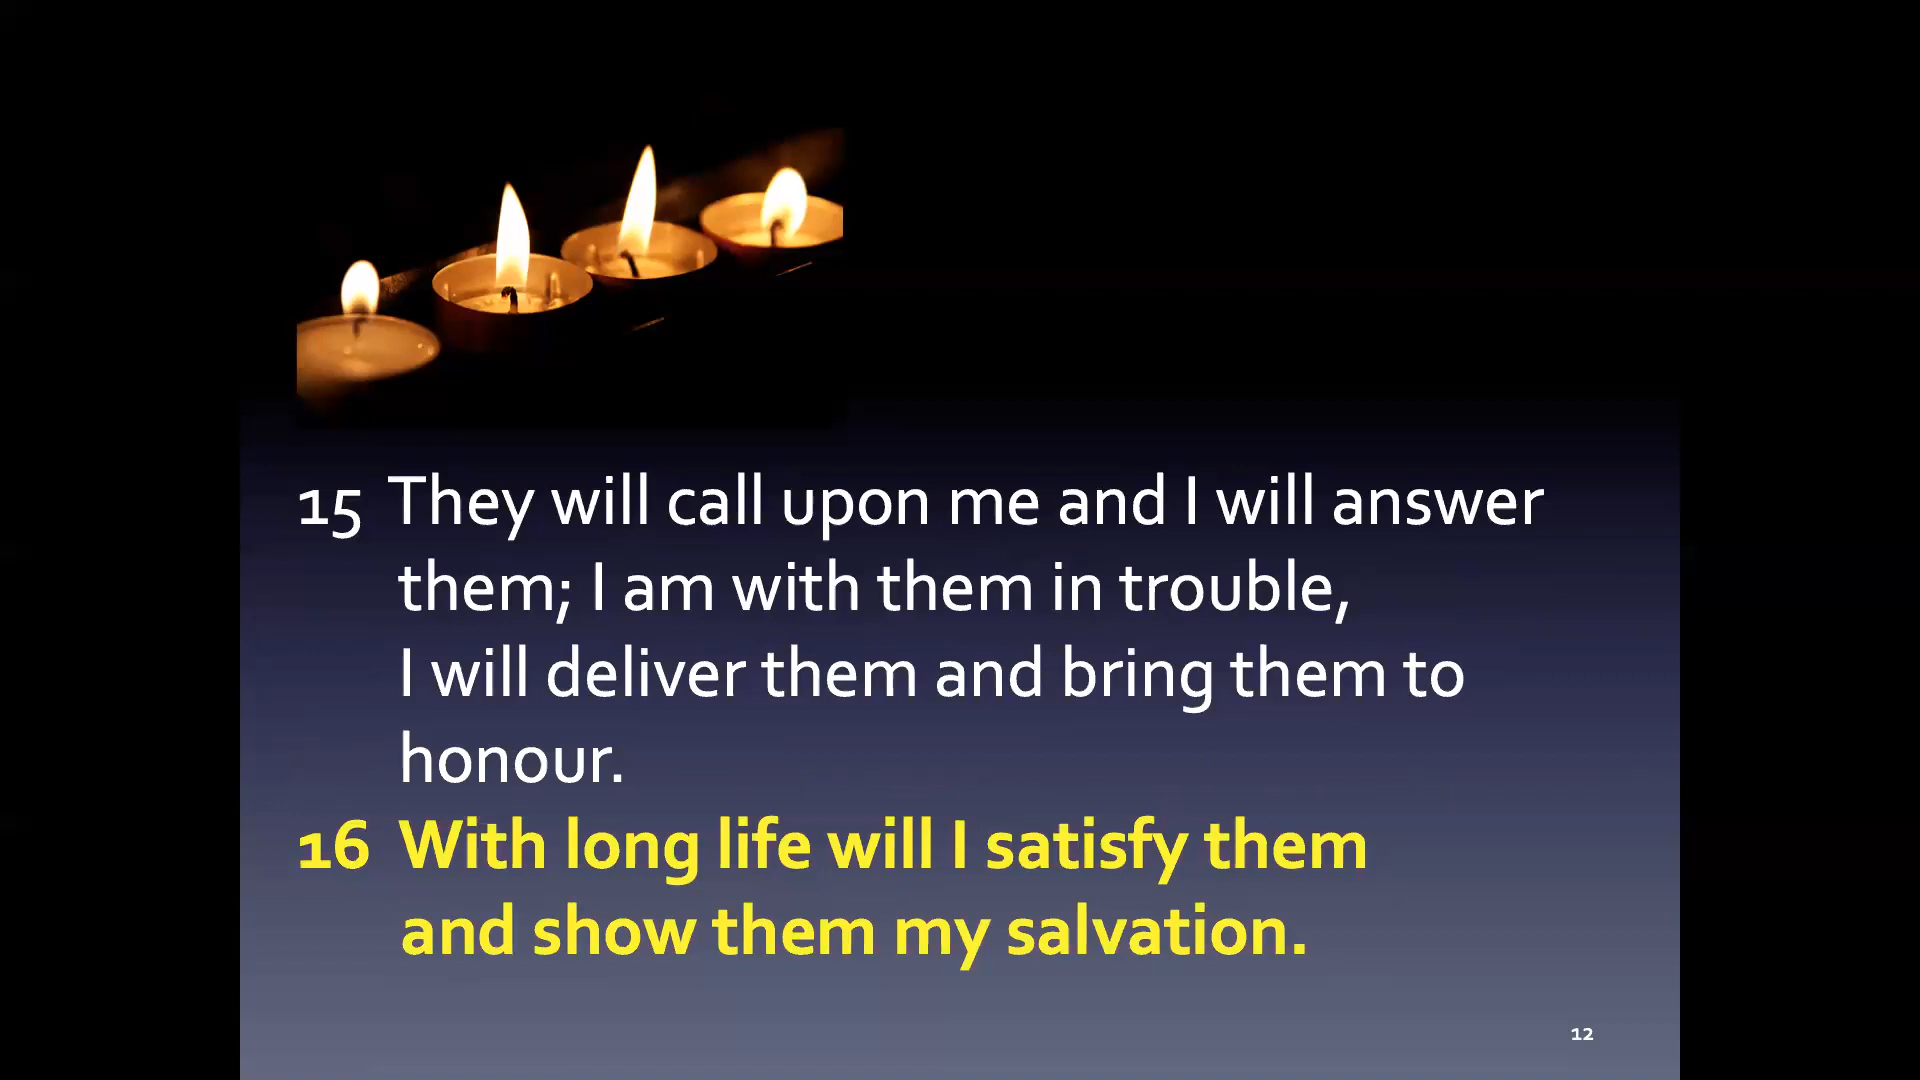 15 They will call upon me and I will answer
them; I am with them in trouble,
I will deliver them and bring them to
honour.
16 With long life will I satisfy them
and show them my salvation.
12